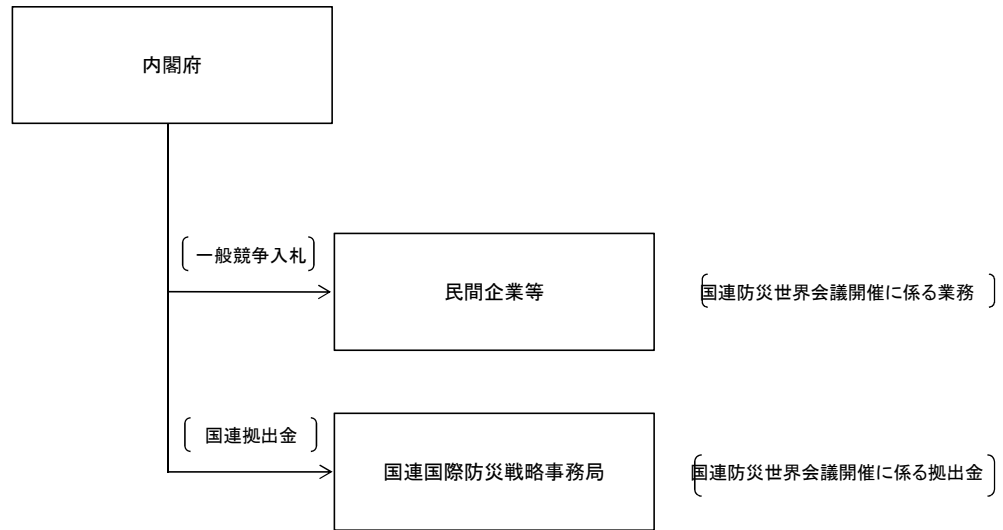 内閣府
一般競争入札
民間企業等
国連防災世界会議開催に係る業務
国連拠出金
国連国際防災戦略事務局
国連防災世界会議開催に係る拠出金